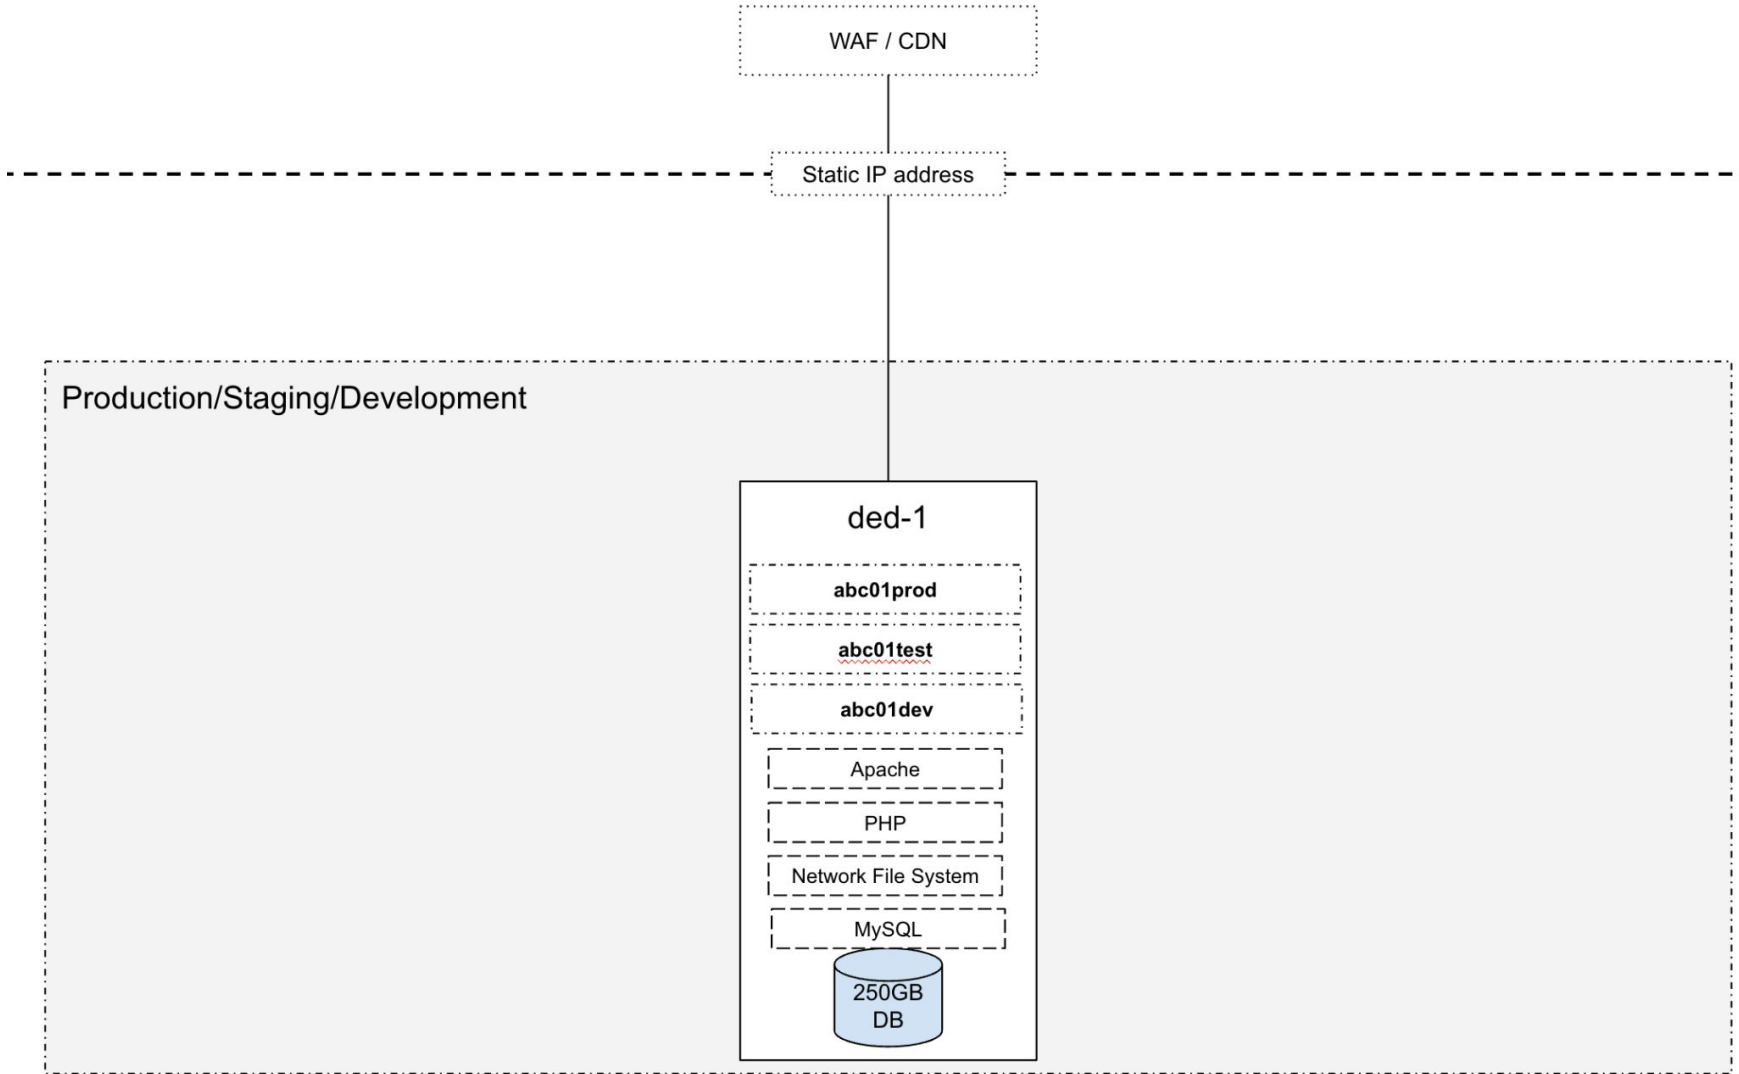 WAF / CDN
Static IP address
Production/Staging/Development
ded-1
abc01prod
abc01test
abc01dev
Apache
PHP
Network File System
MySQL
250GB
DB